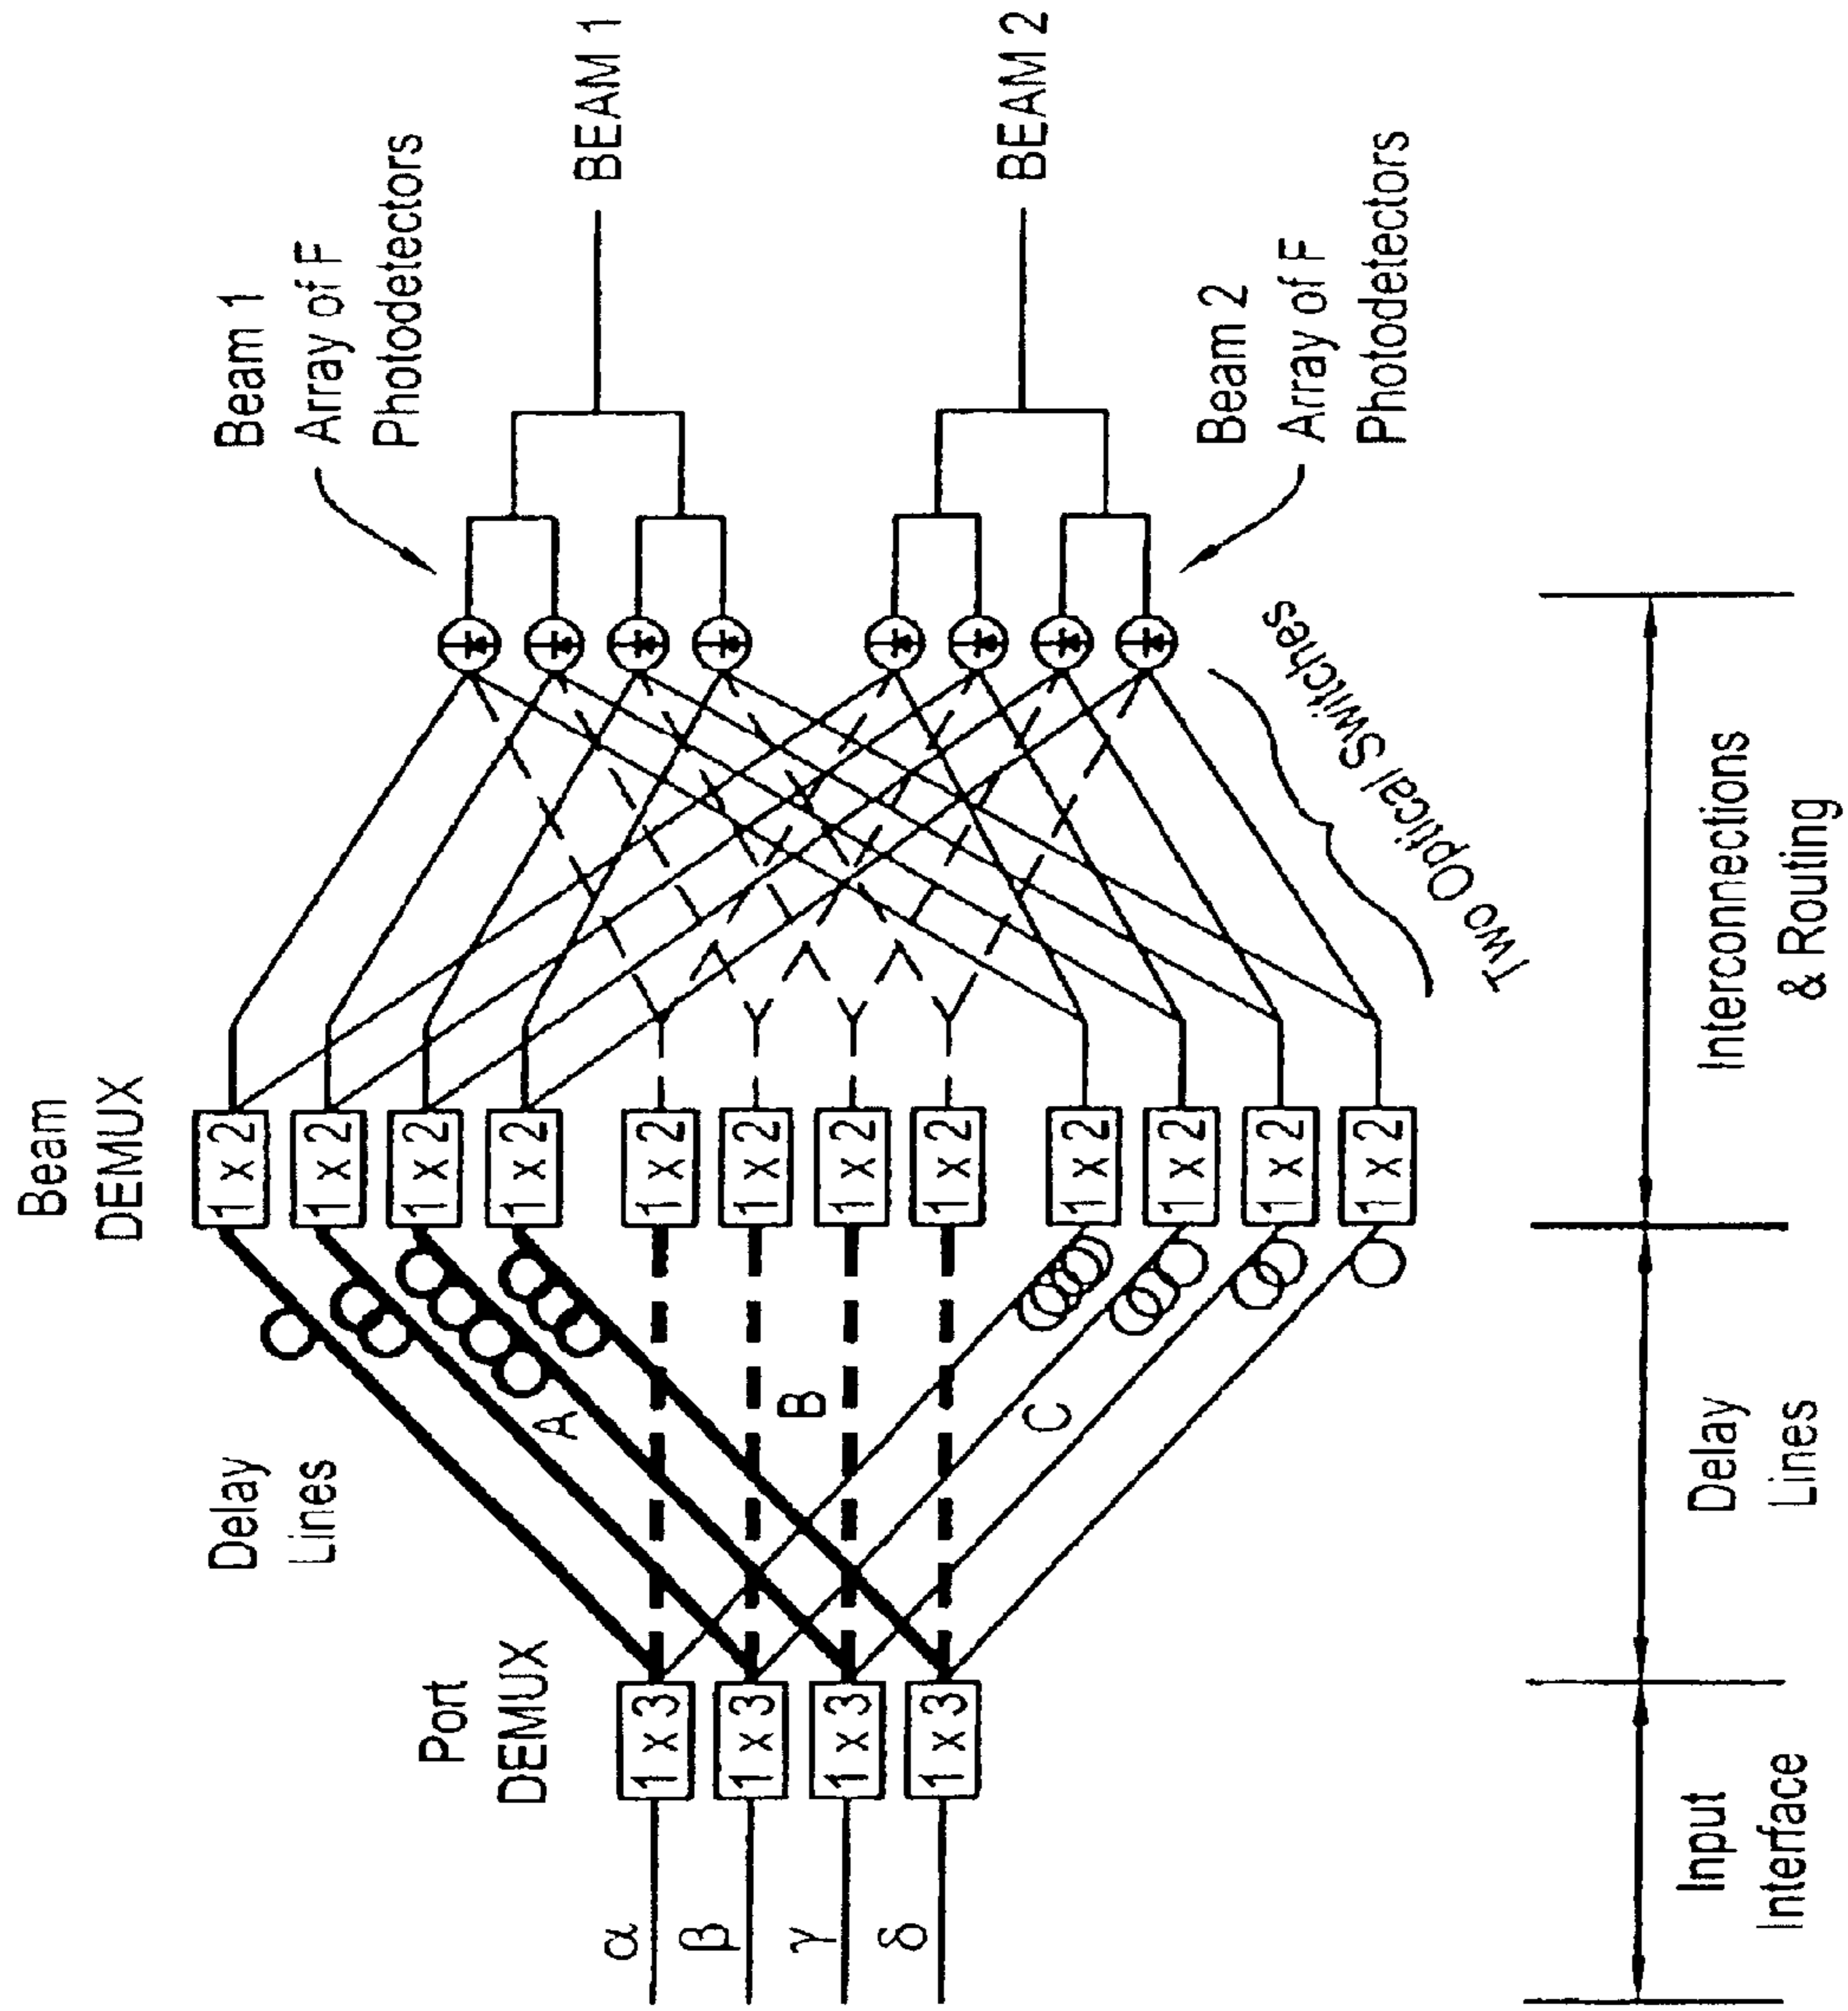 Beam
DEMUX
Port
DEMUX
Delay
Lines
Beam 1
Array of F
Photodetectors
BEAM 1
α
β
γ
δ
1 x 3
1 x 3
1 x 3
1 x 3
A
B
C
1 x 2
1 x 2
1 x 2
1 x 2
1 x 2
1 x 2
1 x 2
1 x 2
1 x 2
1 x 2
1 x 2
1 x 2
BEAM 2
Beam 2
Array of F
Photodetectors
Two Optical Switches
Input
Interface
Delay
Lines
Interconnections
& Routing